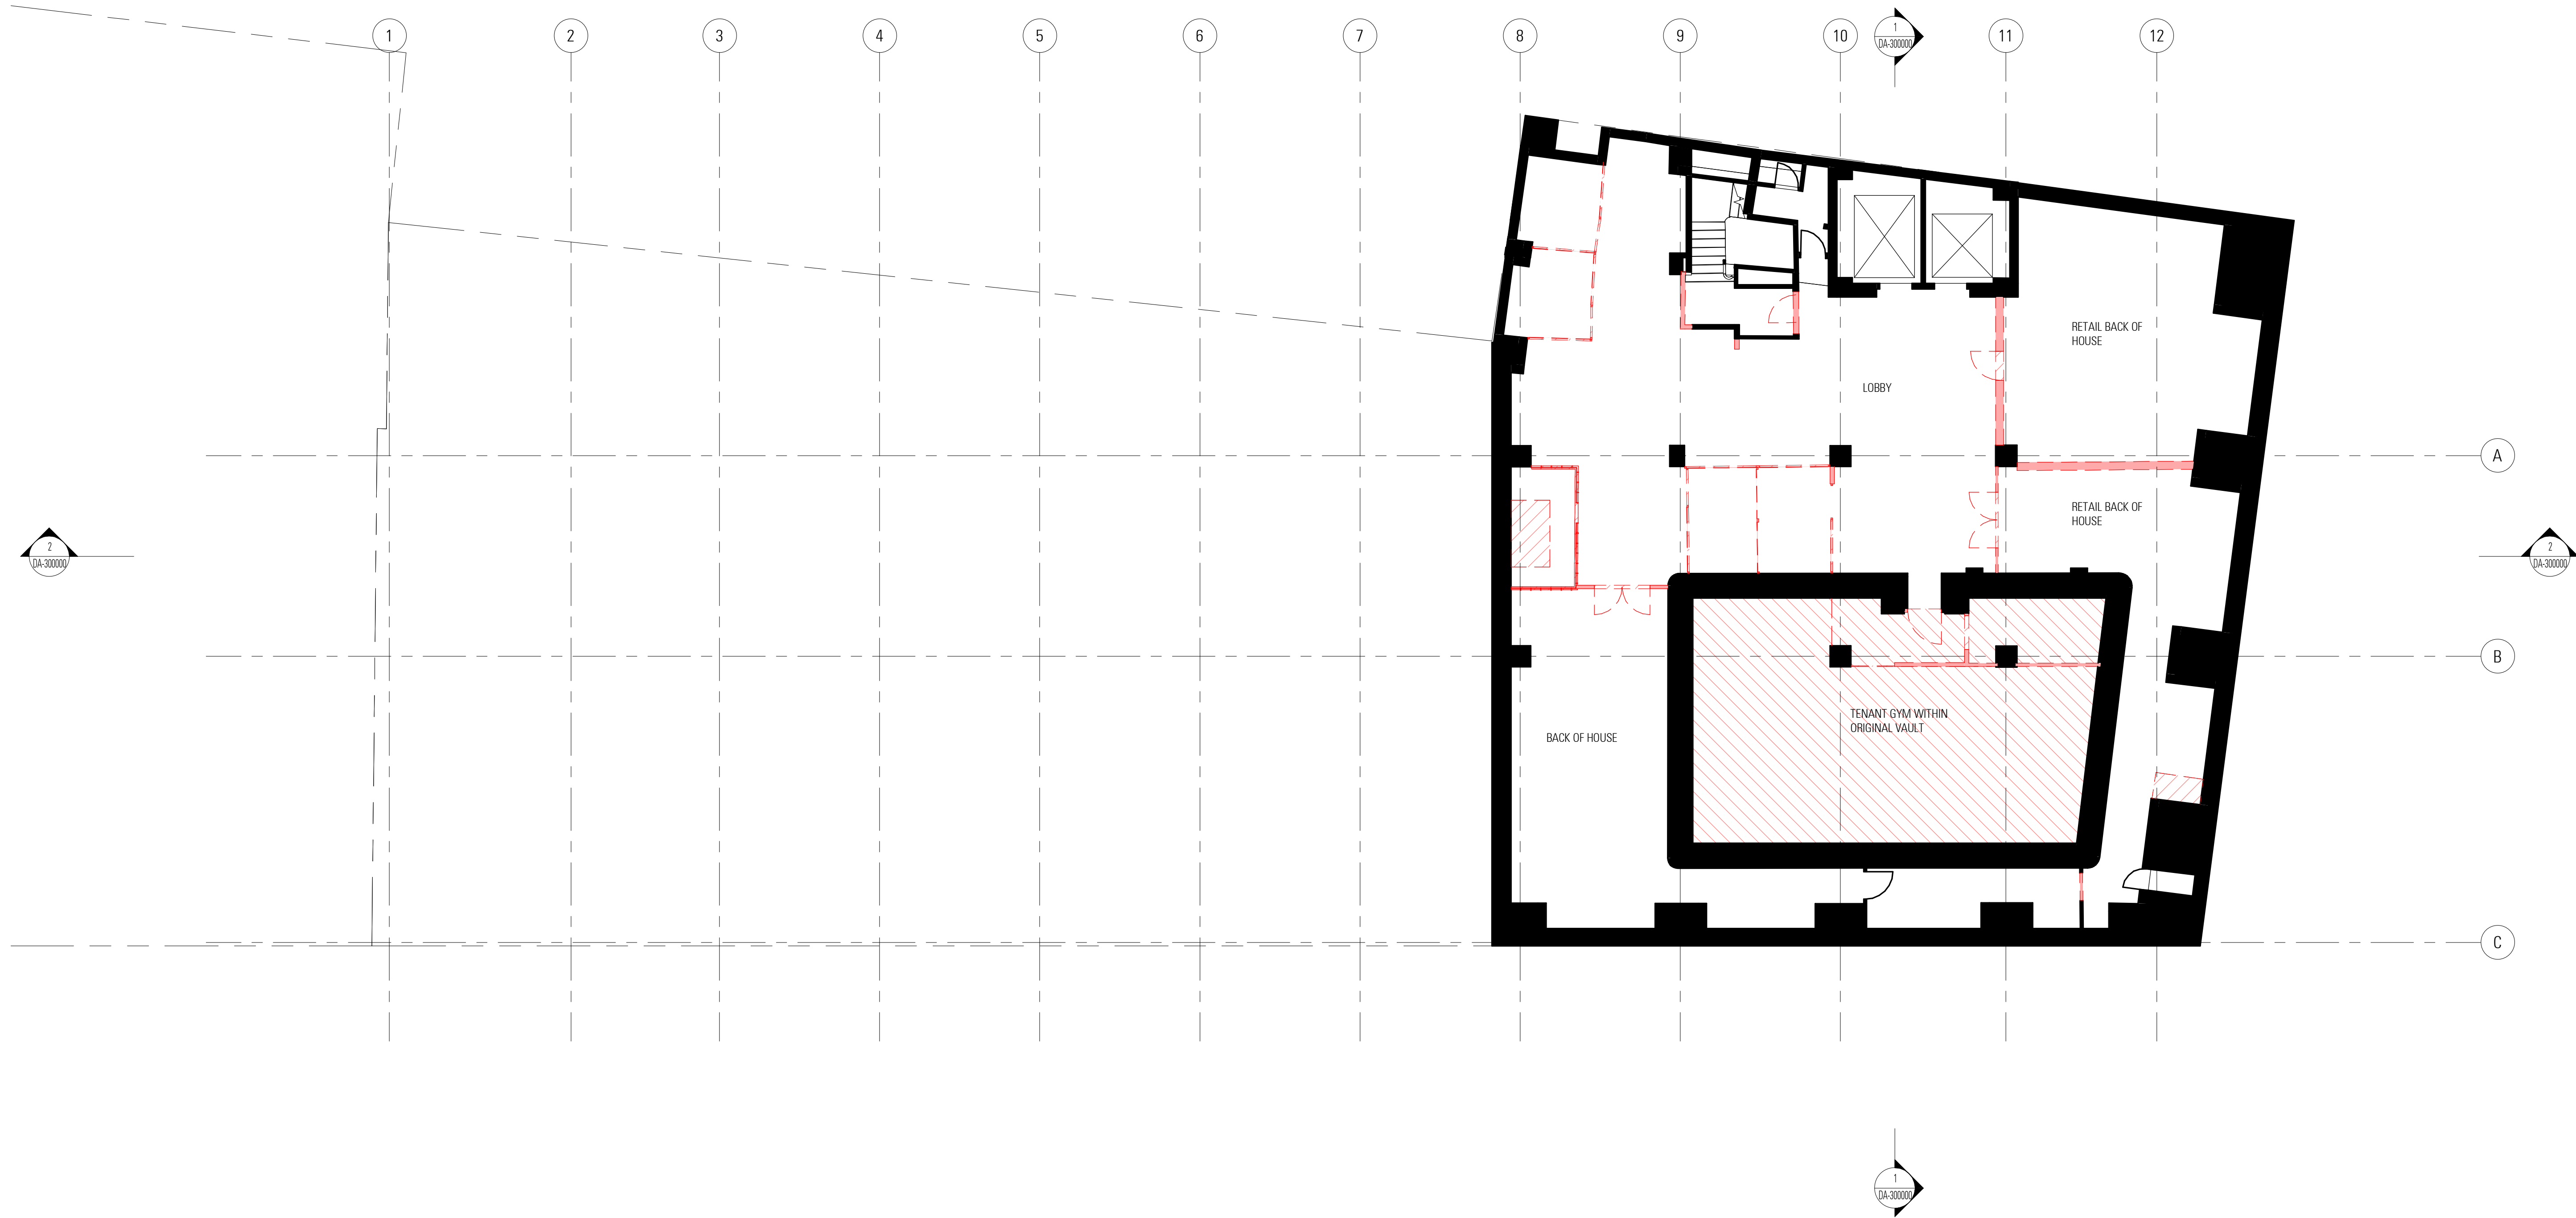 1
2
3
4
5
6
7
8
9
10
1
DA-300000
11
12
RETAIL BACK OF
HOUSE
LOBBY
A
RETAIL BACK OF
HOUSE
2
DA-300000
2
DA-300000
B
TENANT GYM WITHIN
ORIGINAL VAULT
BACK OF HOUSE
C
1
DA-300000